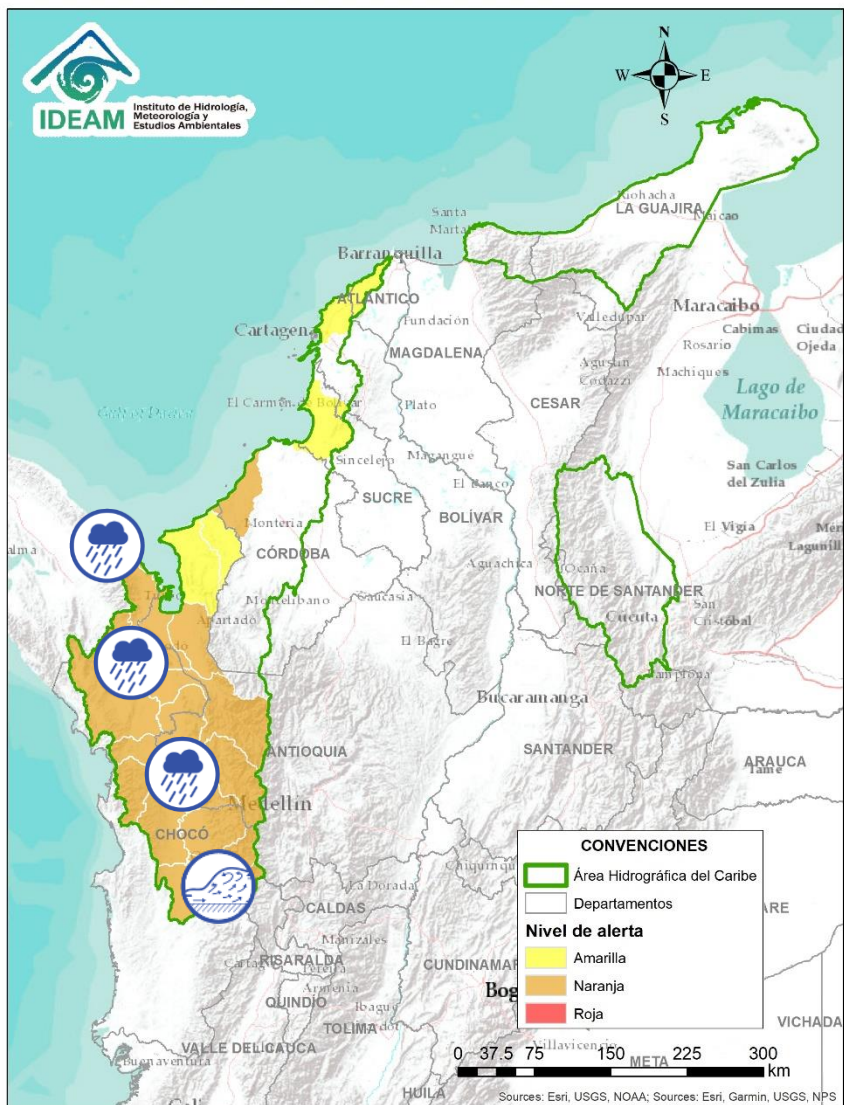 IDEAM
Instituto de Hidrología,
Meteorología y
Estudios Ambientales
N
W
E
S
Riohacha
LA GUAJIRA
Maicao
Santa
Marta
Barranquilla
ATLÁNTICO
Maracaibo
Cartagena
Fundación
Valledupar
Cabimas
Ciudad
Ojeda
Rosario
MAGDALENA
Machiques
Agustín
Codazzi
Lago de
Maracaibo
El Carmen de Bolívar
Plato
CESAR
Sincelejo
Magangué
San Carlos
del Zulia
SUCRE
El Banco
BOLÍVAR
Montería
El Vigía
CÓRDOBA
Aguachica
Ocaña
NORTE DE SANTANDER
Montelíbano
Caucasia
San
Cristóbal
Apartadó
Cúcuta
El Bagre
Pamplona
Bucaramanga
ANTIOQUIA
SANTANDER
ARAUCA
Tame
Medellín
CHOCÓ
La Dorada
CALDAS
Manizales
RISARALDA
Pereira
Armenia
QUINDÍO
Ibagué
TOLIMA
VALLE DEL CAUCA
Buenaventura
HUILA
Villavicencio
META
VICHADA
CONVENCIONES
Área Hidrográfica del Caribe
Departamentos
Nivel de alerta
Amarilla
Naranja
Roja
0 37.5 75 150 225 300
km
Sources: Esri, USGS, NOAA; Sources: Esri, Garmin, USGS, NPS